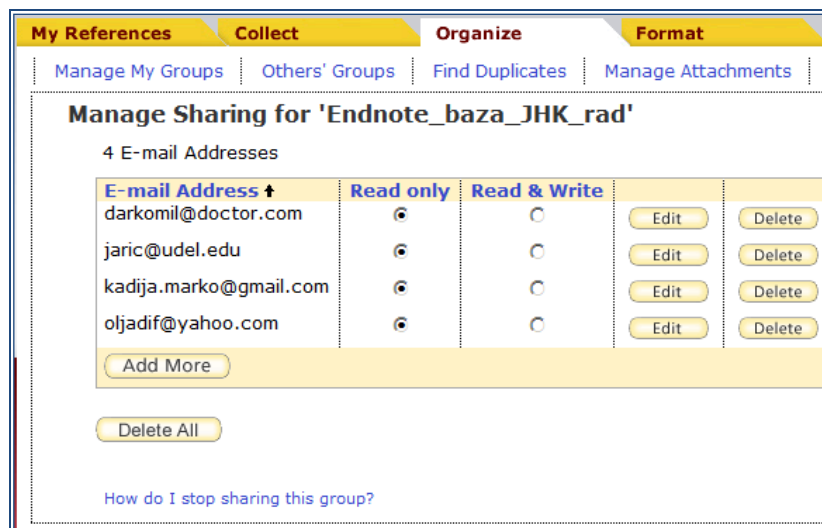 My References Collect Organize Format
Manage My Groups Others' Groups Find Duplicates Manage Attachments
Manage Sharing for 'Endnote_baza_JHK_rad'
4 E-mail Addresses
E-mail Address Read only Read & Write
darkomil@doctor.com Edit Delete
jaric@udel.edu Edit Delete
kadija.marko@gmail.com Edit Delete
oljadif@yahoo.com Edit Delete
Add More
Delete All
How do I stop sharing this group?